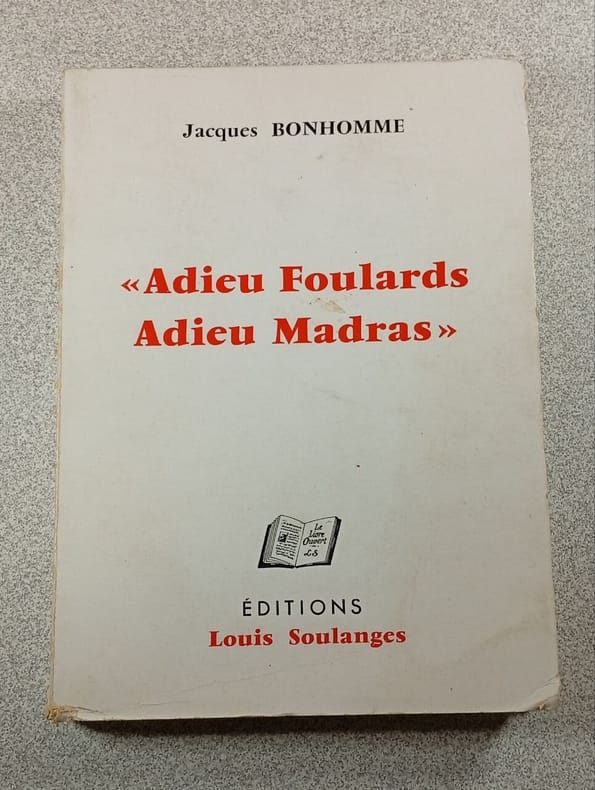 Jacques BONHOMME
«Adieu Foulards
Adieu Madras»
Le
Livre
Ouvert
L S
ÉDITIONS
Louis Soulanges